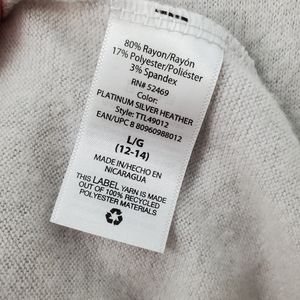 80% Rayon/Rayón
17% Polyester/Poliéster
3% Spandex
RN# 52469
Color:
PLATINUM SILVER HEATHER
Style: TTL49012
EAN/UPC 8 80960988012
L/G
(12-14)
MADE IN/HECHO EN
NICARAGUA
THIS LABEL YARN IS MADE
OUT OF 100% RECYCLED
POLYESTER MATERIALS